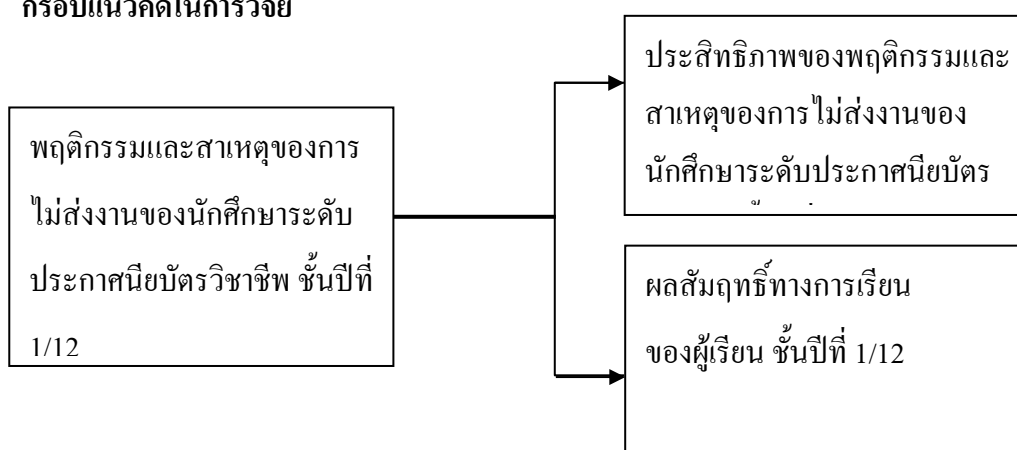 กรอบแนวคิดในการวิจัย
ประสิทธิภาพของพฤติกรรมและ
สาเหตุของการไม่ส่งงานของ
นักศึกษาระดับประกาศนียบัตร
พฤติกรรมและสาเหตุของการ
ไม่ส่งงานของนักศึกษาระดับ
ประกาศนียบัตรวิชาชีพ ชั้นปีที่
1/12
ผลสัมฤทธิ์ทางการเรียน
ของผู้เรียน ชั้นปีที่ 1/12